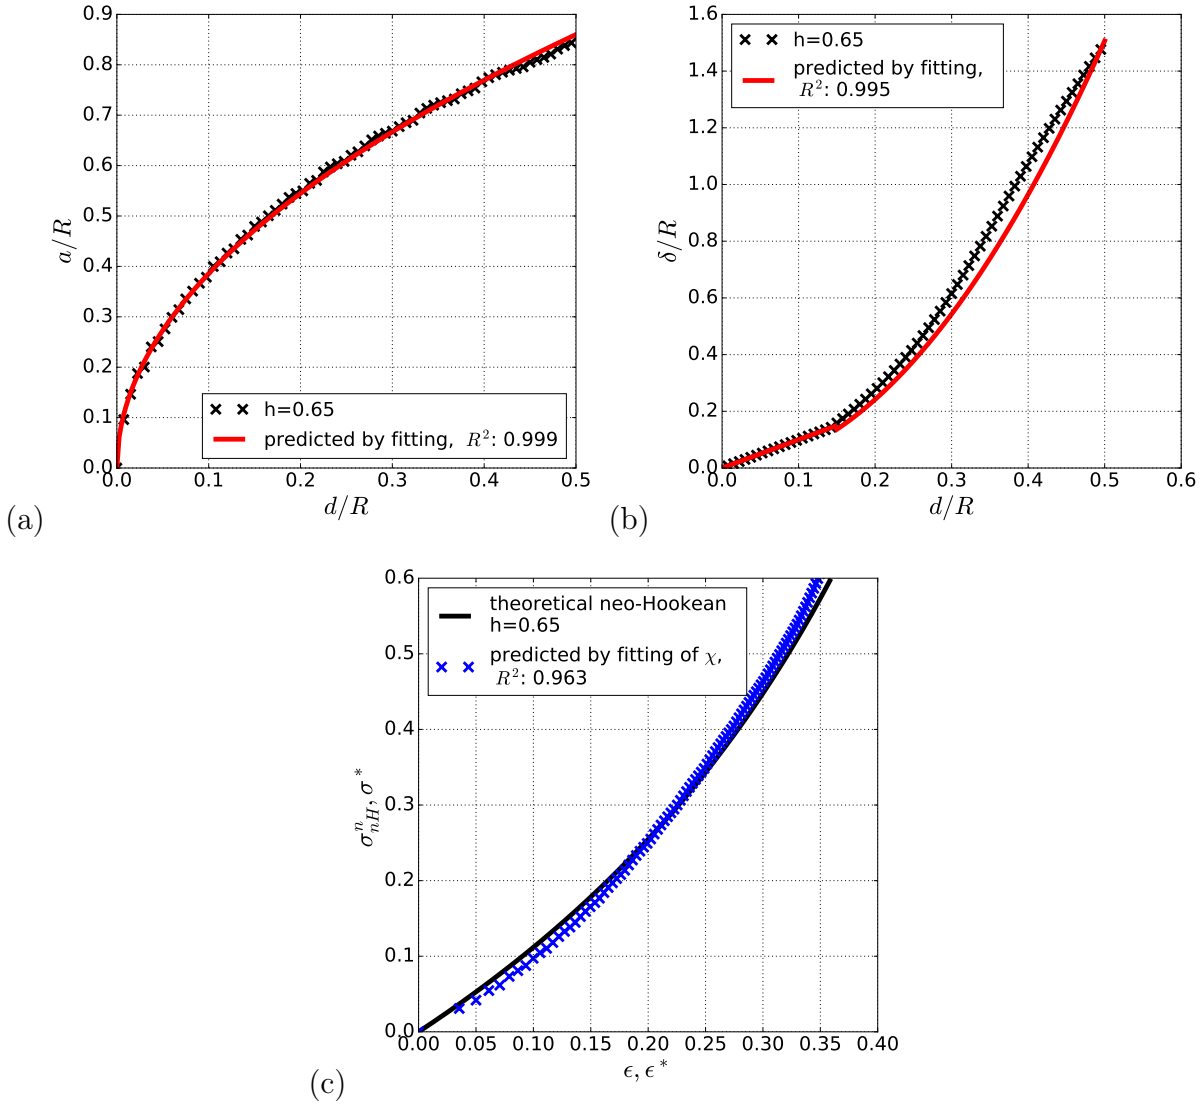 0.9
0.8
0.7
0.6
0.5
0.4
0.3
0.2
0.1
0.0
a/R
h=0.65
predicted by fitting, R²: 0.999
0.0 0.1 0.2 0.3 0.4 0.5
d/R
(a)
1.6
1.4
1.2
1.0
0.8
0.6
0.4
0.2
0.0
δ/R
h=0.65
predicted by fitting,
R²: 0.995
0.0 0.1 0.2 0.3 0.4 0.5 0.6
d/R
(b)
0.6
0.5
0.4
0.3
0.2
0.1
0.0
σⁿₙH, σ*
theoretical neo-Hookean
h=0.65
predicted by fitting of χ,
R²: 0.963
0.00 0.05 0.10 0.15 0.20 0.25 0.30 0.35 0.40
ϵ, ϵ*
(c)